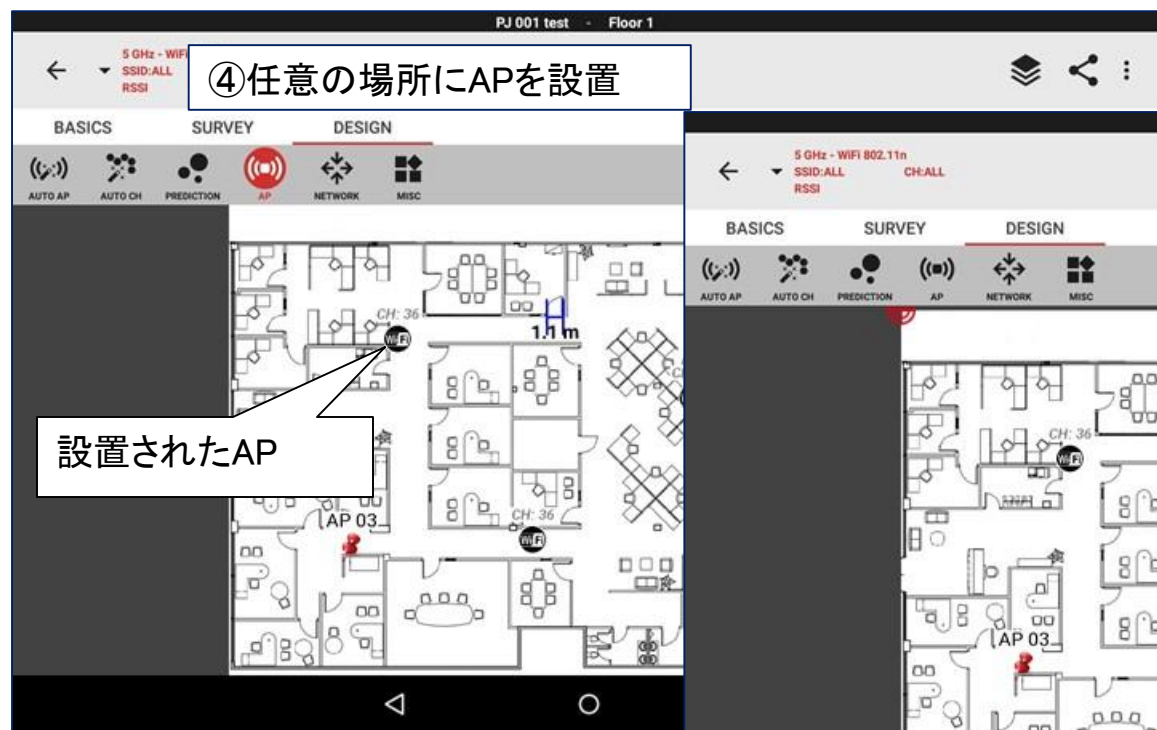 PJ 001 test - Floor 1
5 GHz - WiFi
SSID:ALL
RSSI
④任意の場所にAPを設置
BASICS SURVEY DESIGN
AUTO AP AUTO CH PREDICTION AP NETWORK MISC
CH: 36
WiFi
1.1 m
設置されたAP
AP 03
CH: 36
WiFi
5 GHz - WiFi 802.11n
SSID:ALL CH:ALL
RSSI
BASICS SURVEY DESIGN
AUTO AP AUTO CH PREDICTION AP NETWORK MISC
CH: 36
WiFi
AP 03